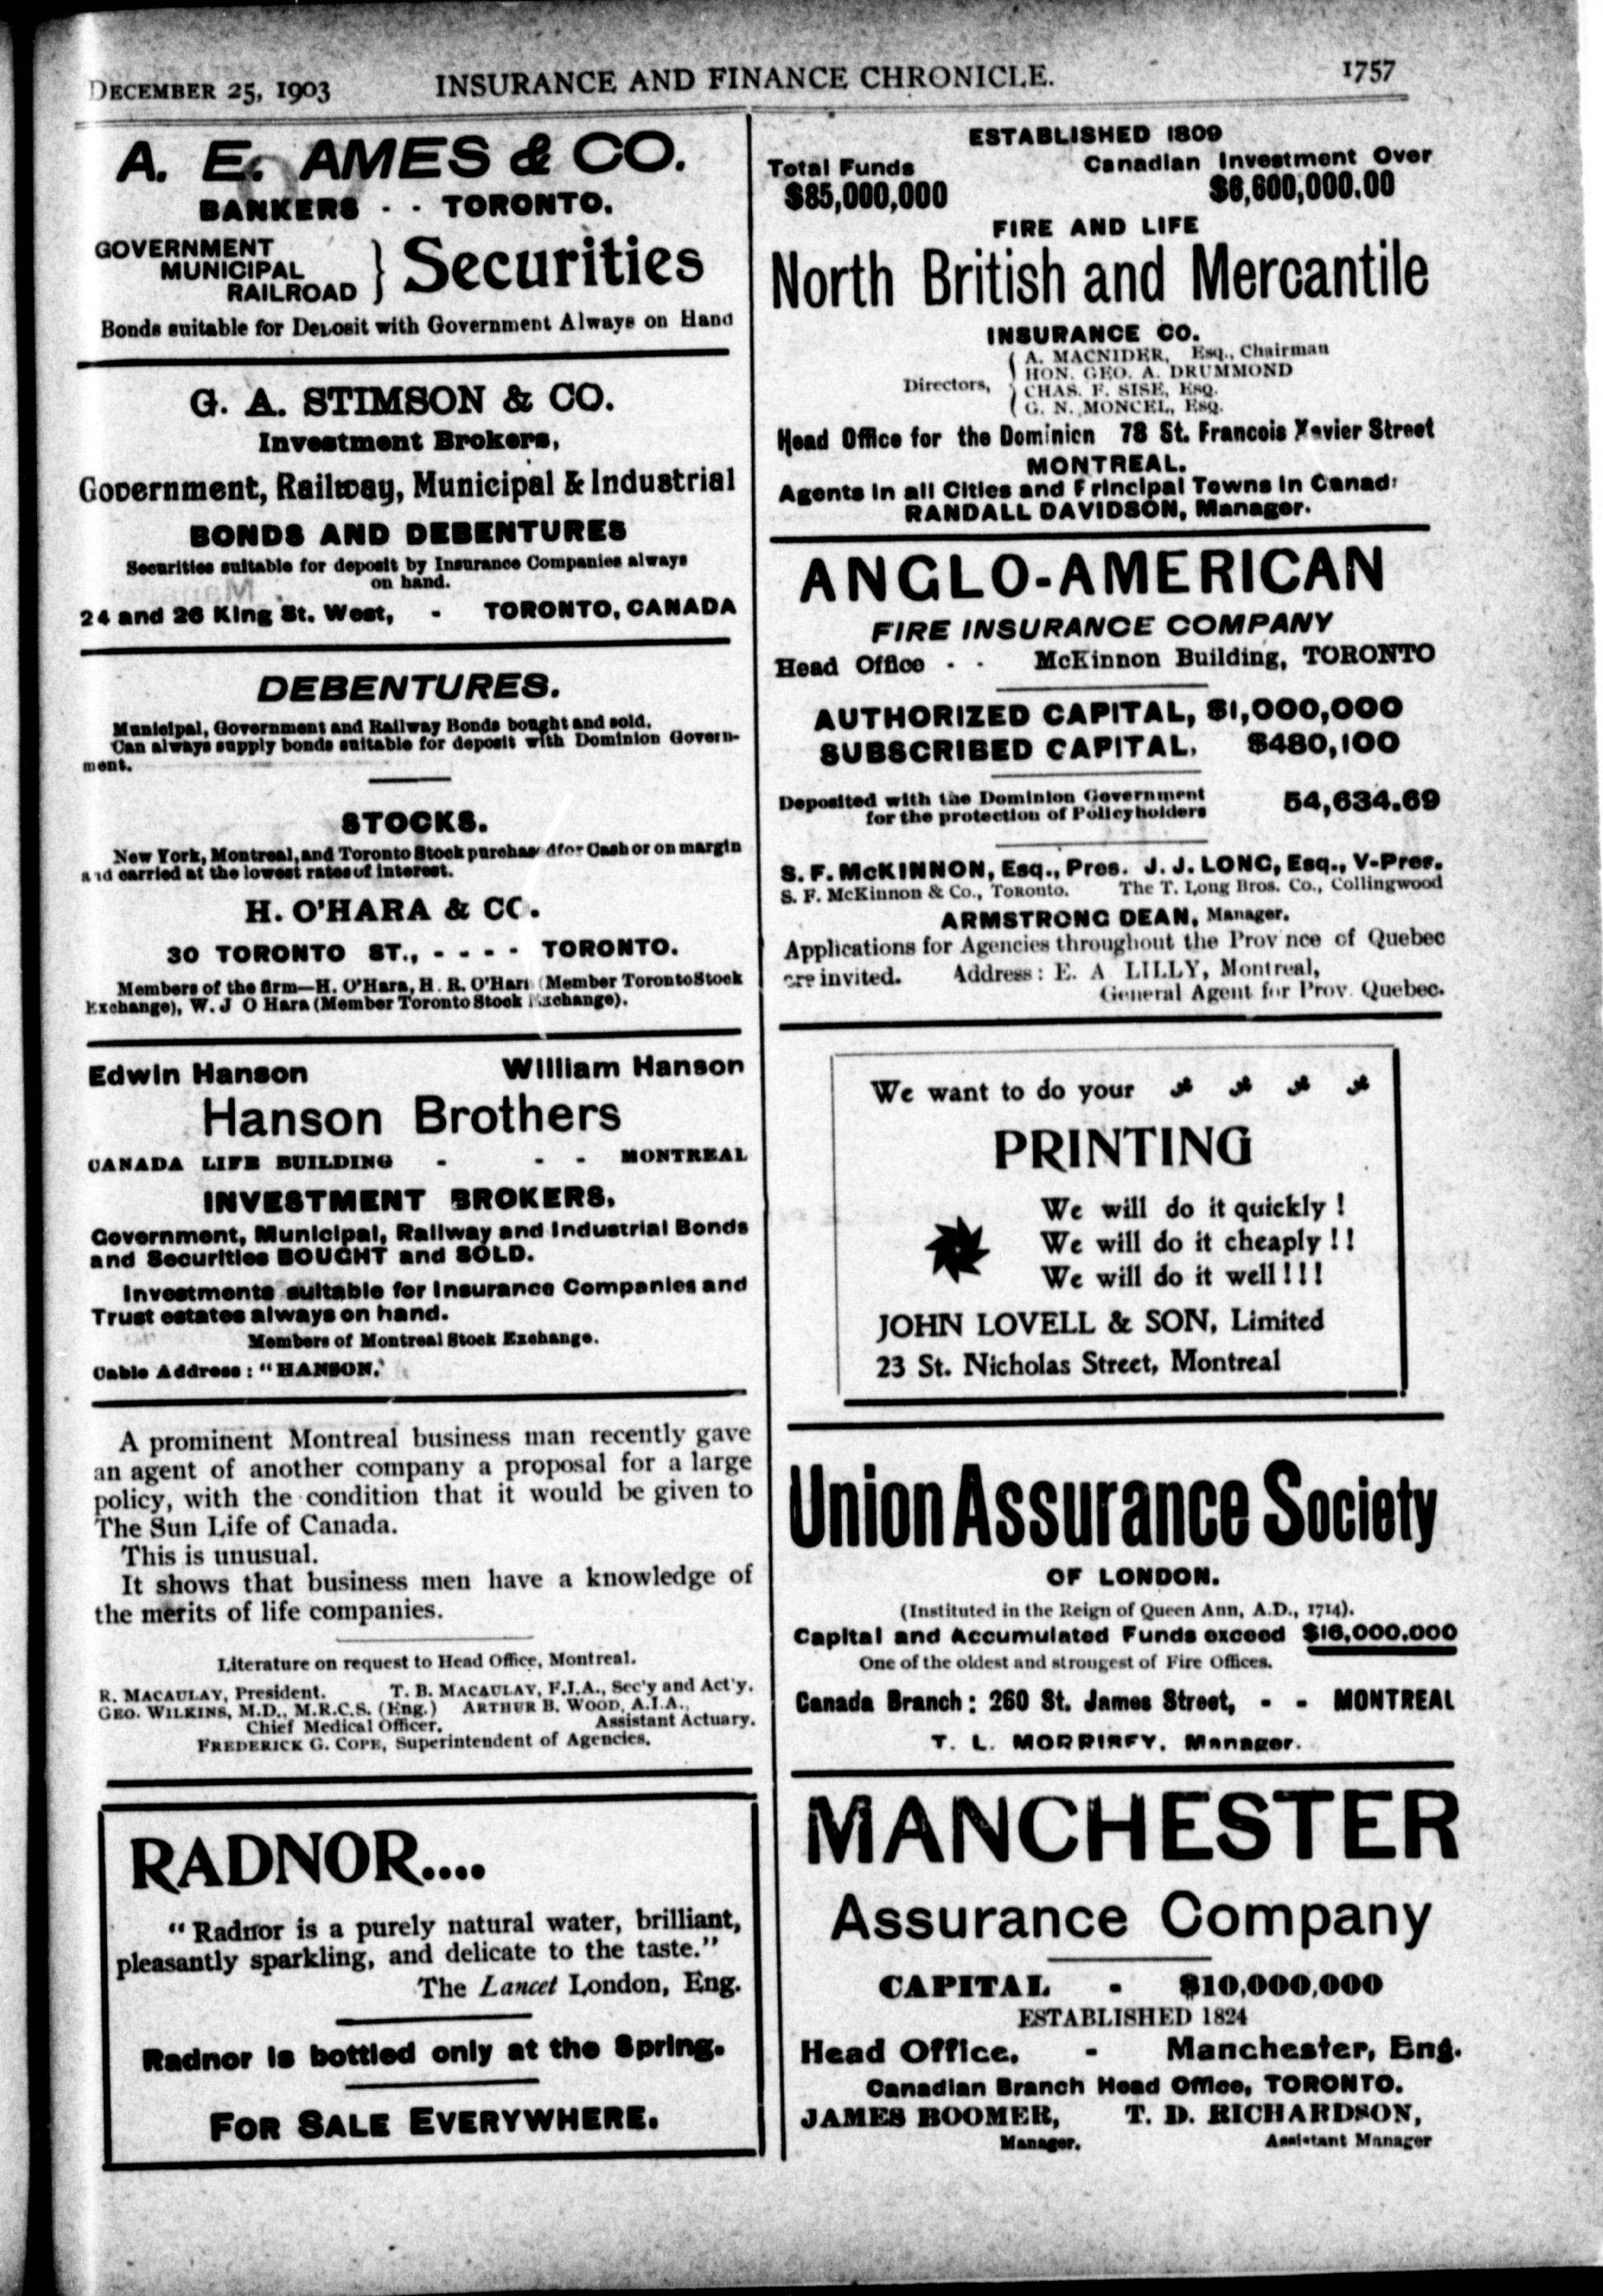 DECEMBER 25, 1903 INSURANCE AND FINANCE CHRONICLE. 1757
A. E. AMES & CO.
BANKERS - - TORONTO.
GOVERNMENT
MUNICIPAL
RAILROAD
} Securities
Bonds suitable for Deposit with Government Always on Hand
G. A. STIMSON & CO.
Investment Brokers,
Government, Railway, Municipal & Industrial
BONDS AND DEBENTURES
Securities suitable for deposit by Insurance Companies always
on hand.
24 and 26 King St. West, - TORONTO, CANADA
DEBENTURES.
Municipal, Government and Railway Bonds bought and sold.
Can always supply bonds suitable for deposit with Dominion Govern-
ment.
STOCKS.
New York, Montreal, and Toronto Stock purchas d for Cash or on margin
and carried at the lowest rates of interest.
H. O'HARA & CO.
30 TORONTO ST., - - - - TORONTO.
Members of the firm—H. O'Hara, H. R. O'Hara (Member Toronto Stock
Exchange), W. J O Hara (Member Toronto Stock Exchange).
Edwin Hanson William Hanson
Hanson Brothers
CANADA LIFE BUILDING - - - MONTREAL
INVESTMENT BROKERS.
Government, Municipal, Railway and Industrial Bonds
and Securities BOUGHT and SOLD.
Investments suitable for Insurance Companies and
Trust estates always on hand.
Members of Montreal Stock Exchange.
Cable Address: "HANSON."
A prominent Montreal business man recently gave
an agent of another company a proposal for a large
policy, with the condition that it would be given to
The Sun Life of Canada.
This is unusual.
It shows that business men have a knowledge of
the merits of life companies.
Literature on request to Head Office, Montreal.
R. MACAULAY, President. T. B. MACAULAY, F.I.A., Sec'y and Act'y.
GEO. WILKINS, M.D., M.R.C.S. (Eng.) ARTHUR B. WOOD, A.I.A.,
Chief Medical Officer. Assistant Actuary.
FREDERICK G. COPE, Superintendent of Agencies.
RADNOR....
"Radnor is a purely natural water, brilliant,
pleasantly sparkling, and delicate to the taste."
The Lancet London, Eng.
Radnor is bottled only at the Spring.
FOR SALE EVERYWHERE.
ESTABLISHED 1809
Total Funds Canadian Investment Over
$85,000,000 $6,600,000.00
FIRE AND LIFE
North British and Mercantile
INSURANCE CO.
Directors,
A. MACNIDER, Esq., Chairman
HON. GEO. A. DRUMMOND
CHAS. F. SISE, ESQ.
G. N. MONCEL, ESQ.
Head Office for the Dominion 78 St. Francois Xavier Street
MONTREAL.
Agents in all Cities and Principal Towns in Canada
RANDALL DAVIDSON, Manager.
ANGLO-AMERICAN
FIRE INSURANCE COMPANY
Head Office - - McKinnon Building, TORONTO
AUTHORIZED CAPITAL, $1,000,000
SUBSCRIBED CAPITAL, $480,100
Deposited with the Dominion Government
for the protection of Policyholders 54,634.69
S. F. McKINNON, Esq., Pres. J. J. LONG, Esq., V-Pres.
S. F. McKinnon & Co., TORONTO. The T. Long Bros. Co., Collingwood
ARMSTRONG DEAN, Manager.
Applications for Agencies throughout the Prov nce of Quebec
are invited. Address: E. A LILLY, Montreal,
General Agent for Prov. Quebec.
We want to do your
PRINTING
We will do it quickly!
We will do it cheaply!!
We will do it well!!!
JOHN LOVELL & SON, Limited
23 St. Nicholas Street, Montreal
Union Assurance Society
OF LONDON.
(Instituted in the Reign of Queen Ann, A.D., 1714).
Capital and Accumulated Funds exceed $16,000,000
One of the oldest and strongest of Fire Offices.
Canada Branch: 260 St. James Street, - - MONTREAL
T. L. MORRISEY, Manager.
MANCHESTER
Assurance Company
CAPITAL - $10,000,000
ESTABLISHED 1824
Head Office, - Manchester, Eng.
Canadian Branch Head Office, TORONTO.
JAMES BOOMER, T. D. RICHARDSON,
Manager. Assistant Manager